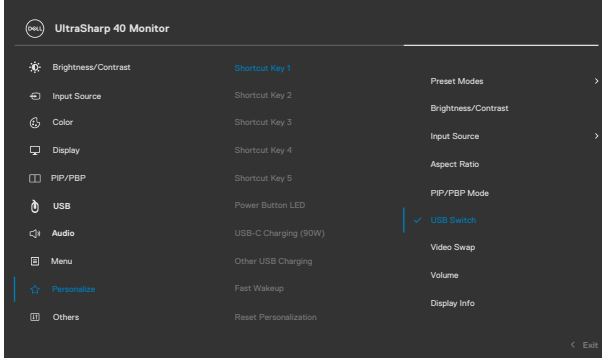 DELL UltraSharp 40 Monitor
Brightness/Contrast
Input Source
Color
Display
PIP/PBP
USB
Audio
Menu
Personalize
Others
Shortcut Key 1
Shortcut Key 2
Shortcut Key 3
Shortcut Key 4
Shortcut Key 5
Power Button LED
USB-C Charging (90W)
Other USB Charging
Fast Wakeup
Reset Personalization
Preset Modes
Brightness/Contrast
Input Source
Aspect Ratio
PIP/PBP Mode
USB Switch
Video Swap
Volume
Display Info
Exit